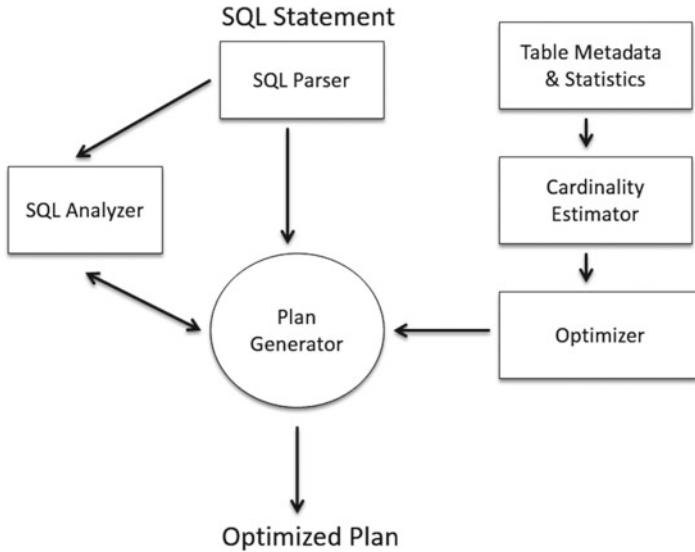 SQL Statement
SQL Parser
Table Metadata
& Statistics
SQL Analyzer
Cardinality
Estimator
Plan
Generator
Optimizer
Optimized Plan